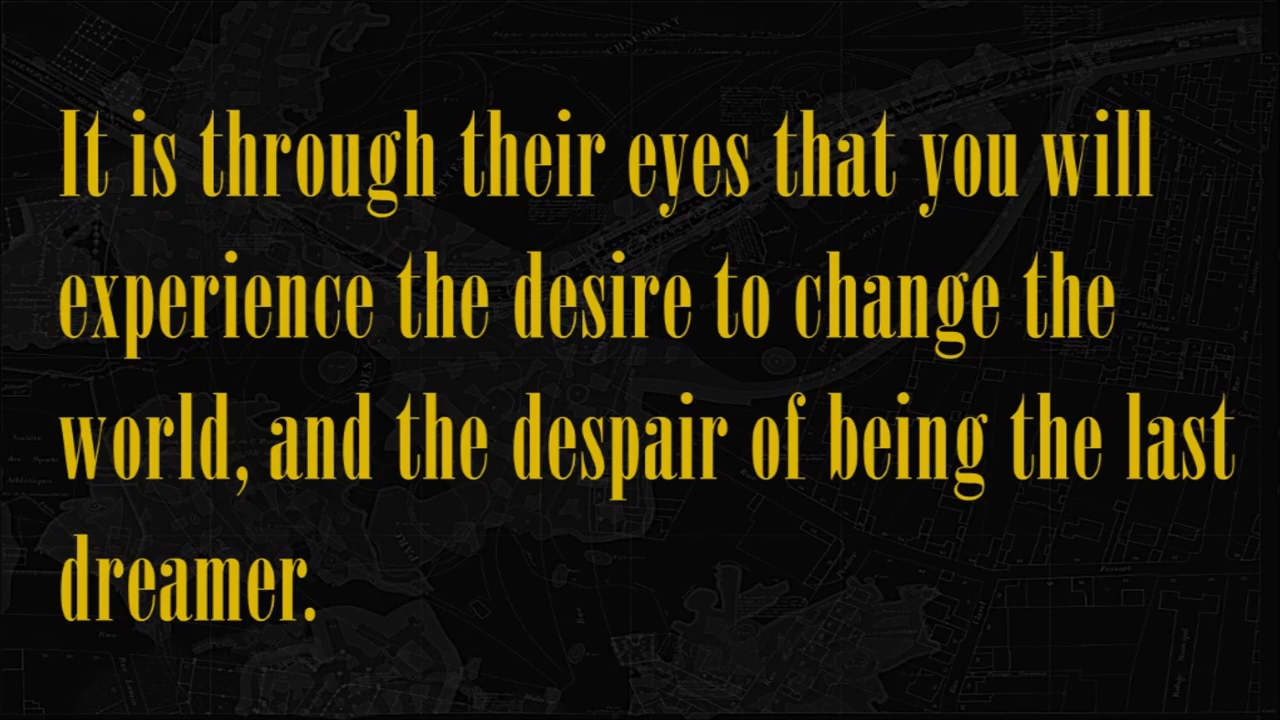 It is through their eyes that you will
experience the desire to change the
world, and the despair of being the last
dreamer.